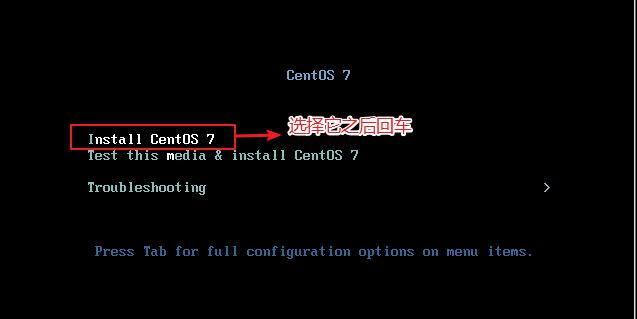 CentOS 7
Install CentOS 7
选择它之后回车
Test this media & install CentOS 7
Troubleshooting >
Press Tab for full configuration options on menu items.